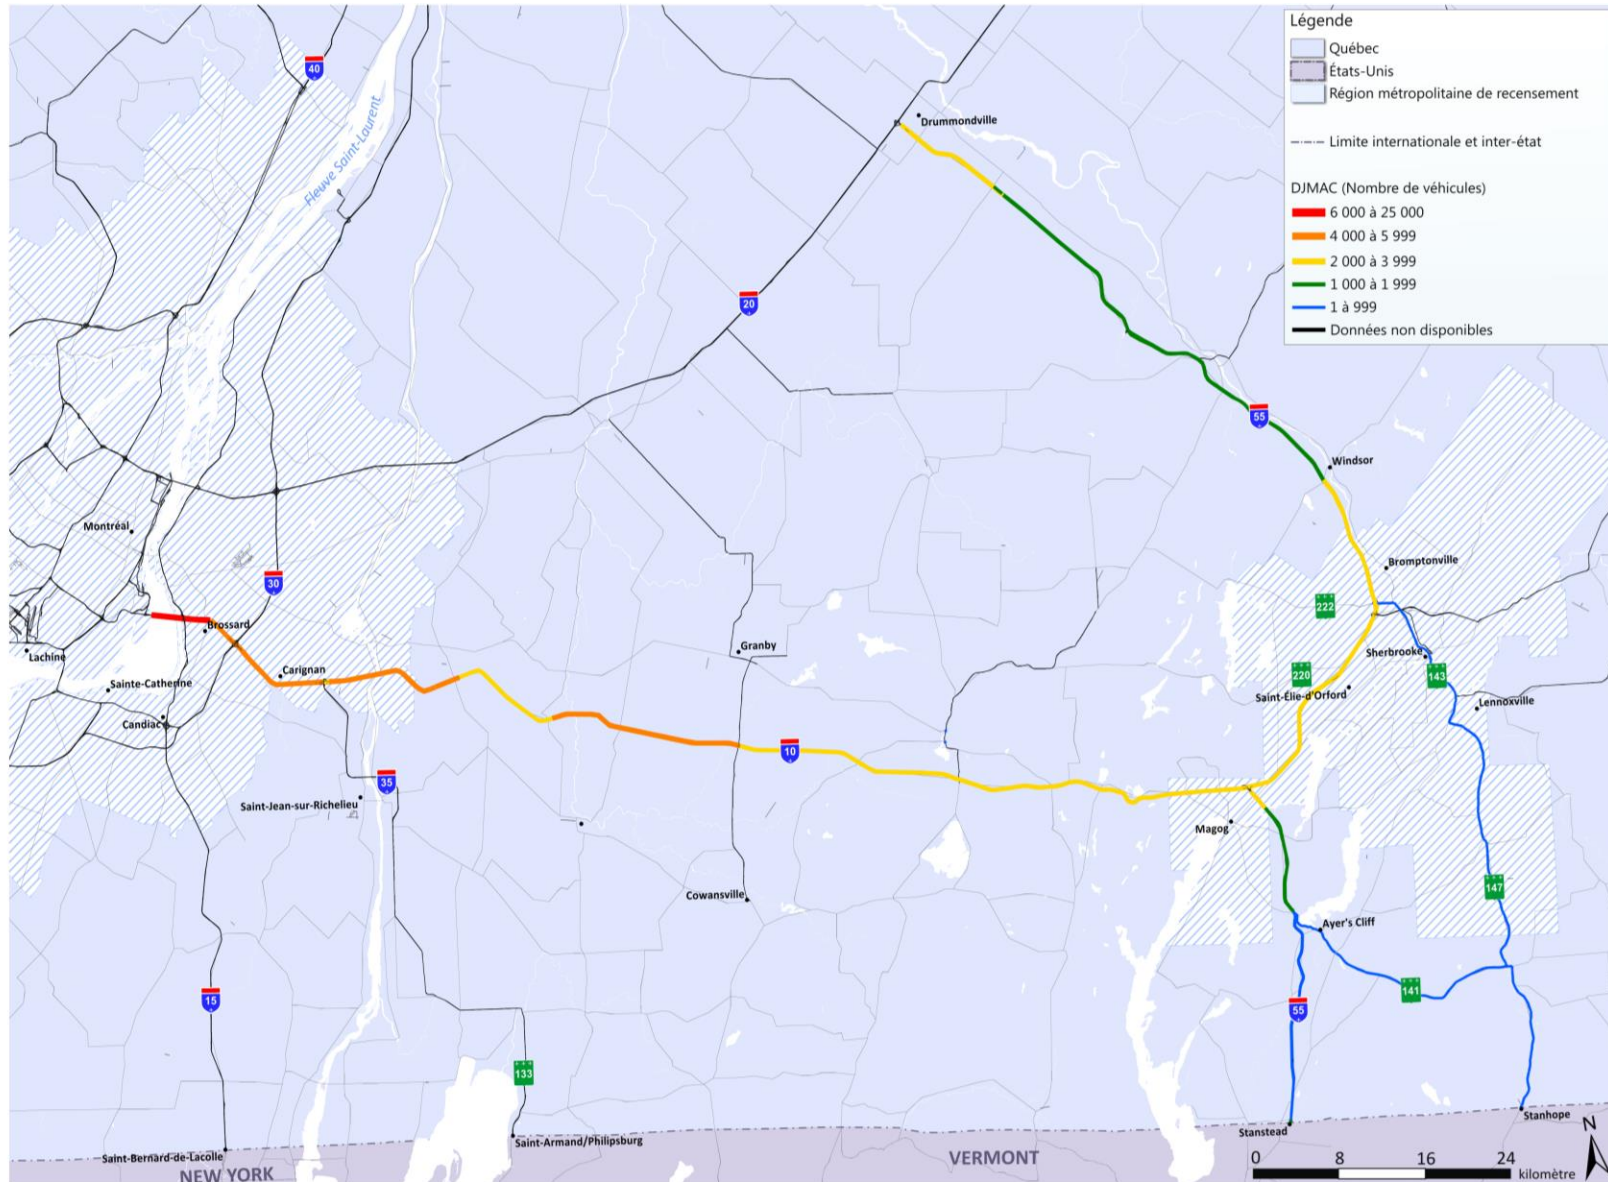 Légende
Québec
États-Unis
Région métropolitaine de recensement
Limite internationale et inter-état
DJMAC (Nombre de véhicules)
6 000 à 25 000
4 000 à 5 999
2 000 à 3 999
1 000 à 1 999
1 à 999
Données non disponibles
40
Fleuve Saint-Laurent
Drummondville
20
55
Windsor
Montréal
Bromptonville
30
222
Brossard
Granby
Sherbrooke
Lachine
Carignan
220
143
Sainte-Catherine
Saint-Élie-d'Orford
Lennoxville
Candiac
10
35
Saint-Jean-sur-Richelieu
Magog
147
Cowansville
Ayer's Cliff
15
141
55
133
Stanhope
Stanstead
Saint-Armand/Philipsburg
Saint-Bernard-de-Lacolle
NEW YORK
VERMONT
N
0 8 16 24
kilomètre